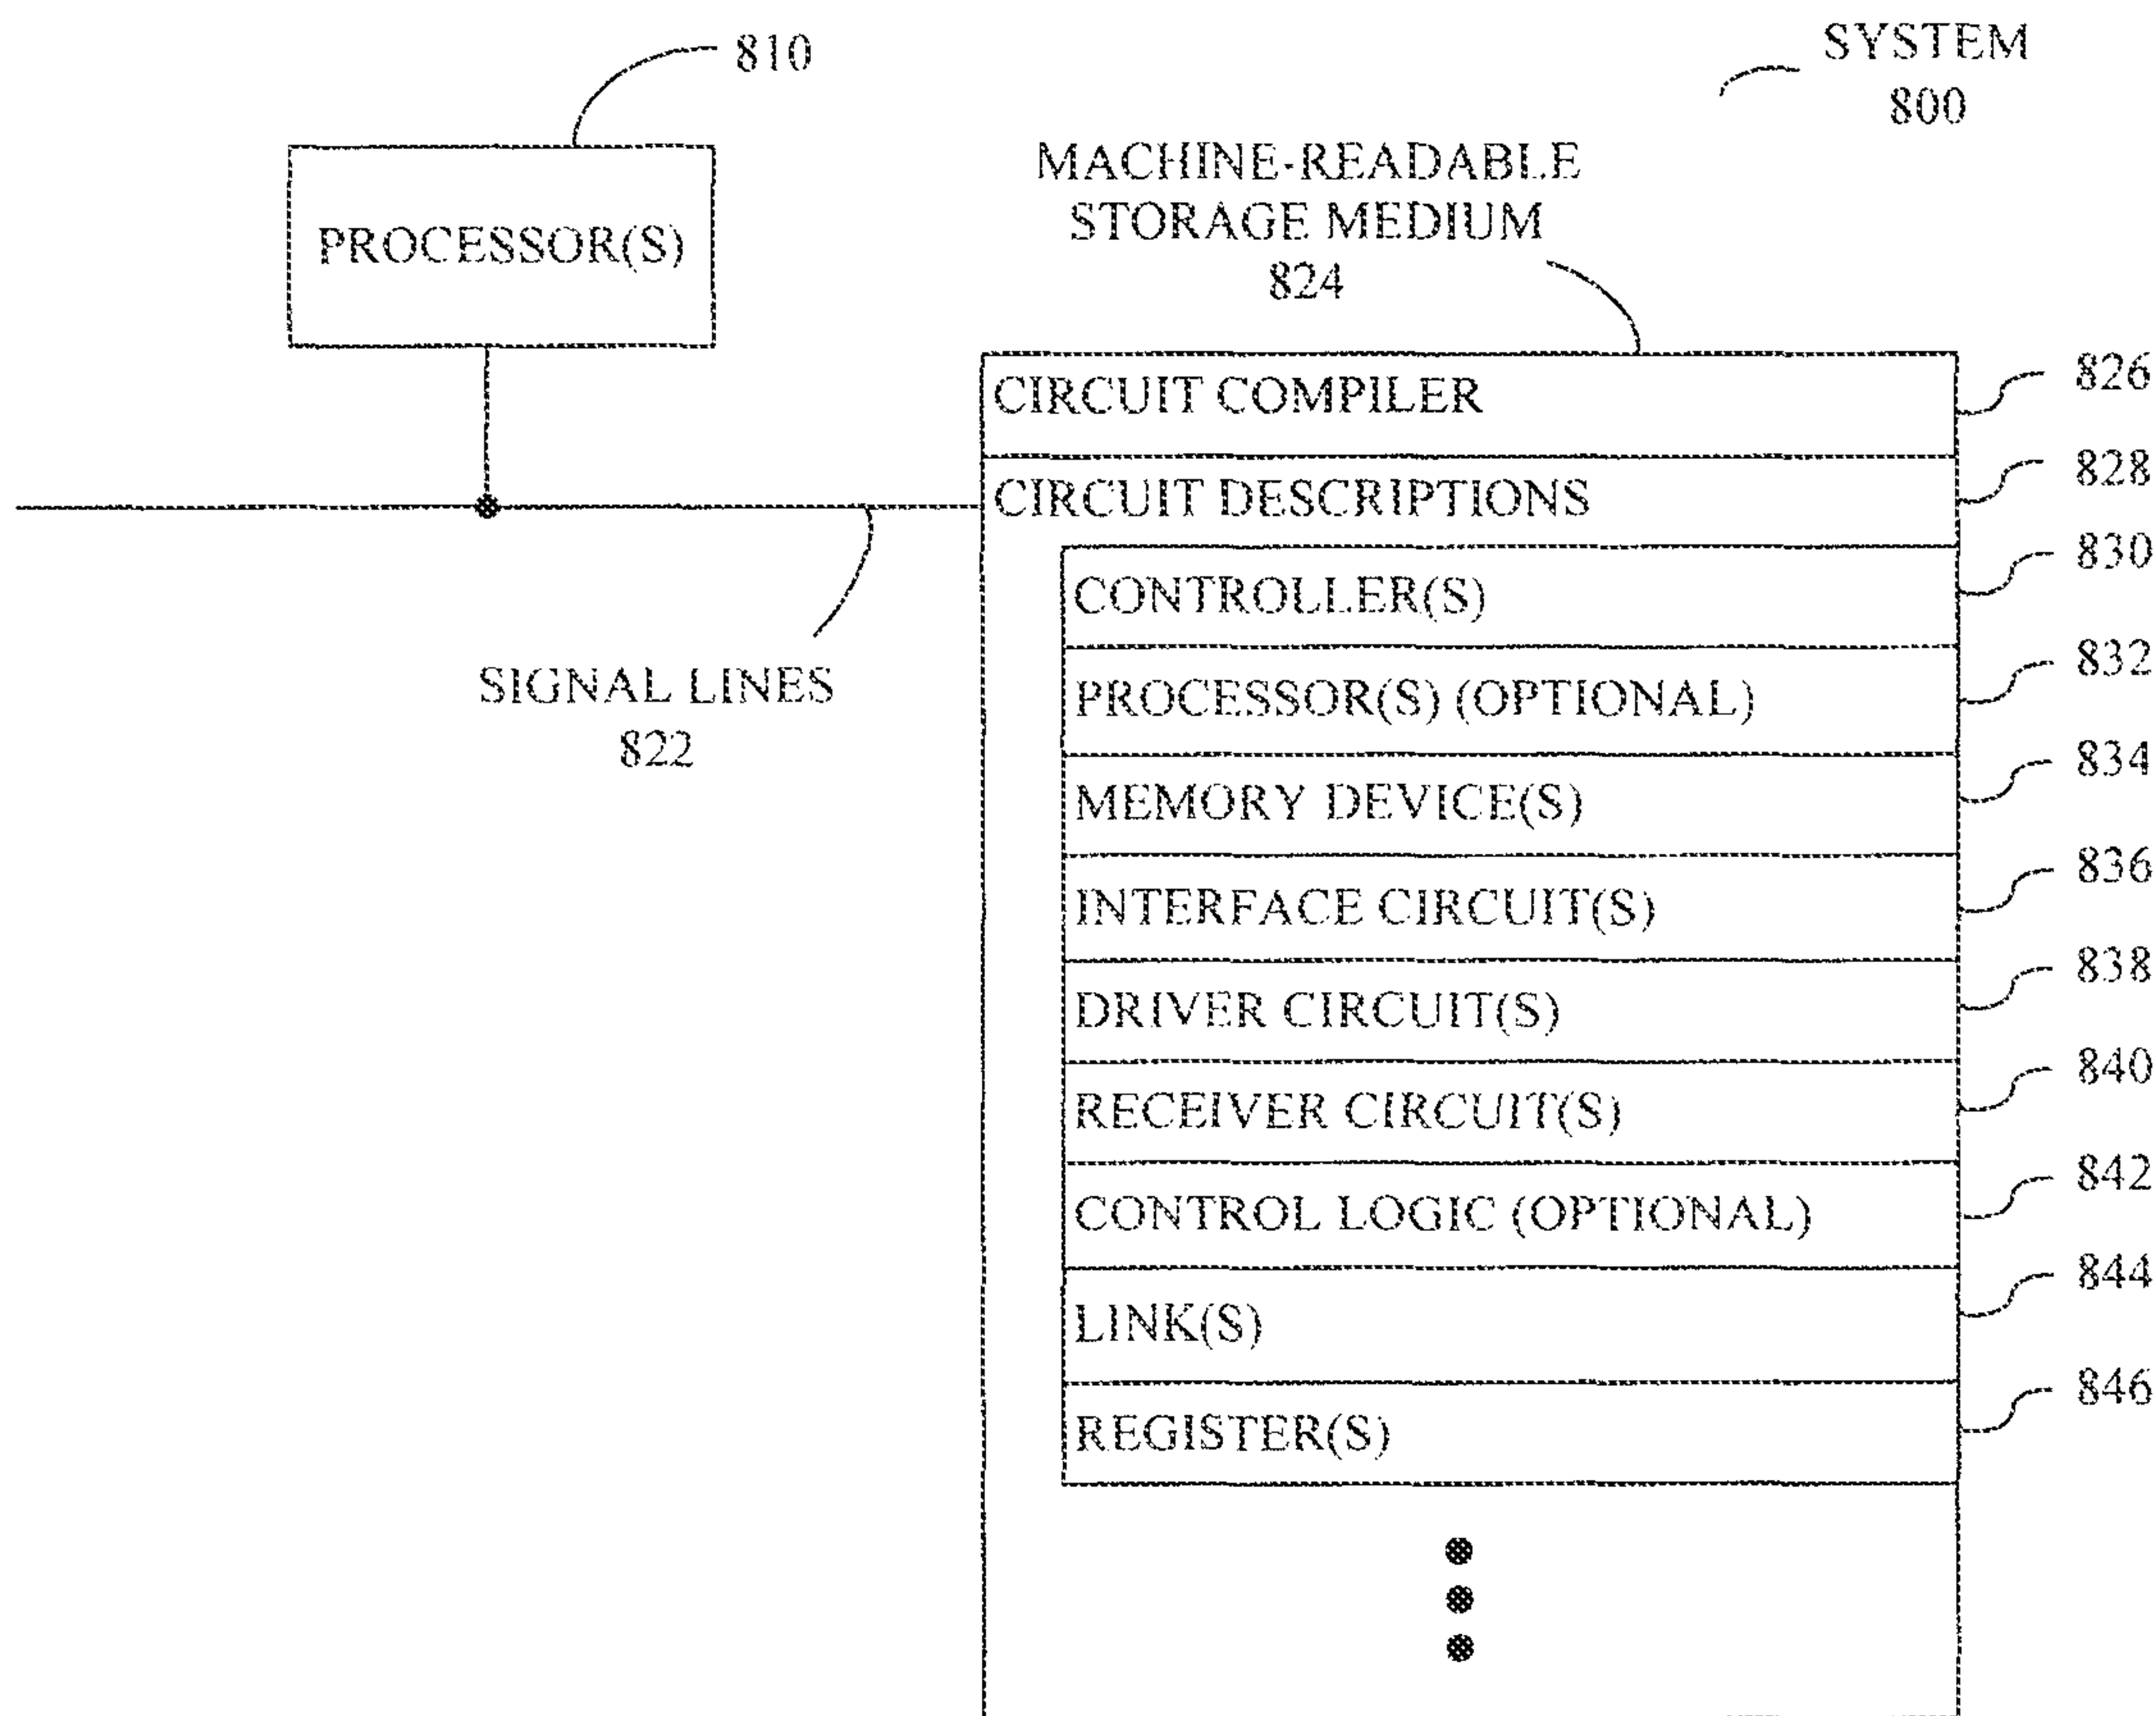 810
SYSTEM
800
PROCESSOR(S)
MACHINE-READABLE
STORAGE MEDIUM
824
CIRCUIT COMPILER
826
CIRCUIT DESCRIPTIONS
828
CONTROLLER(S)
830
PROCESSOR(S) (OPTIONAL)
832
SIGNAL LINES
822
MEMORY DEVICE(S)
834
INTERFACE CIRCUIT(S)
836
DRIVER CIRCUIT(S)
838
RECEIVER CIRCUIT(S)
840
CONTROL LOGIC (OPTIONAL)
842
LINK(S)
844
REGISTER(S)
846